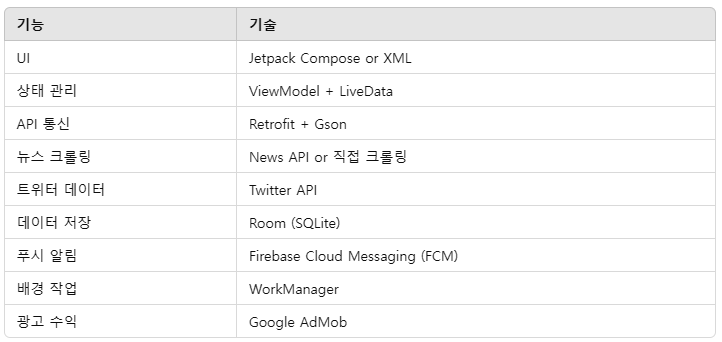 기능 기술
UI Jetpack Compose or XML
상태 관리 ViewModel + LiveData
API 통신 Retrofit + Gson
뉴스 크롤링 News API or 직접 크롤링
트위터 데이터 Twitter API
데이터 저장 Room (SQLite)
푸시 알림 Firebase Cloud Messaging (FCM)
배경 작업 WorkManager
광고 수익 Google AdMob